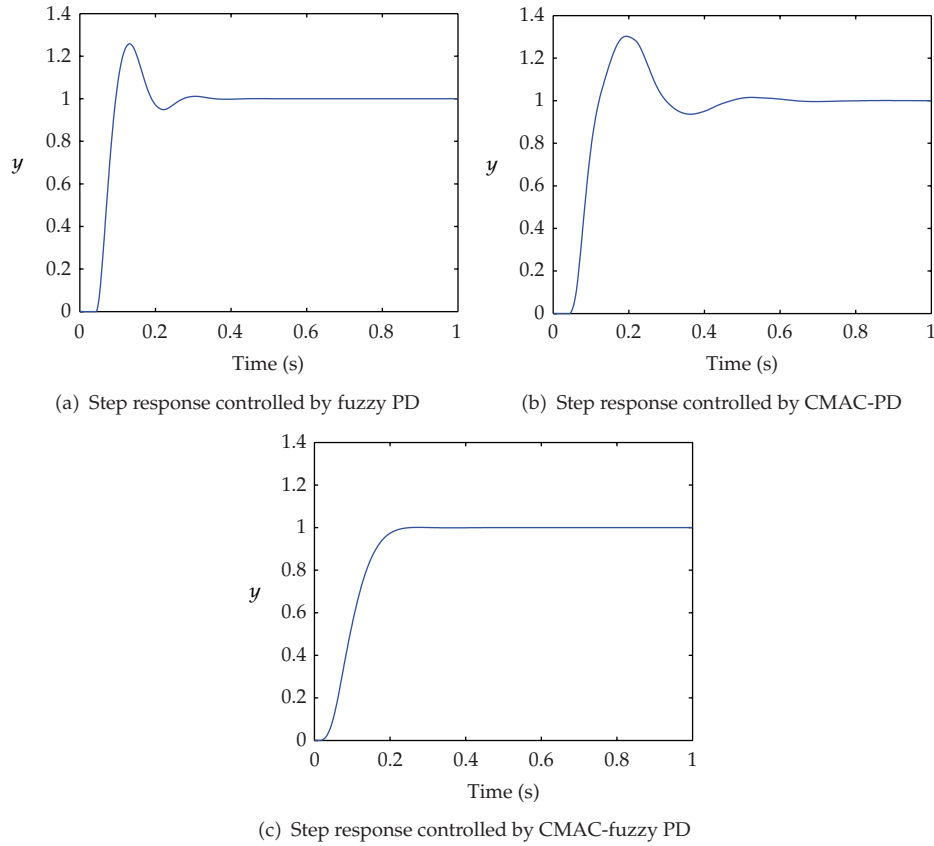 1.4
1.2
1
0.8
0.6
0.4
0.2
0
y
0 0.2 0.4 0.6 0.8 1
Time (s)
(a) Step response controlled by fuzzy PD
1.4
1.2
1
0.8
0.6
0.4
0.2
0
y
0 0.2 0.4 0.6 0.8 1
Time (s)
(b) Step response controlled by CMAC-PD
1.4
1.2
1
0.8
0.6
0.4
0.2
0
y
0 0.2 0.4 0.6 0.8 1
Time (s)
(c) Step response controlled by CMAC-fuzzy PD